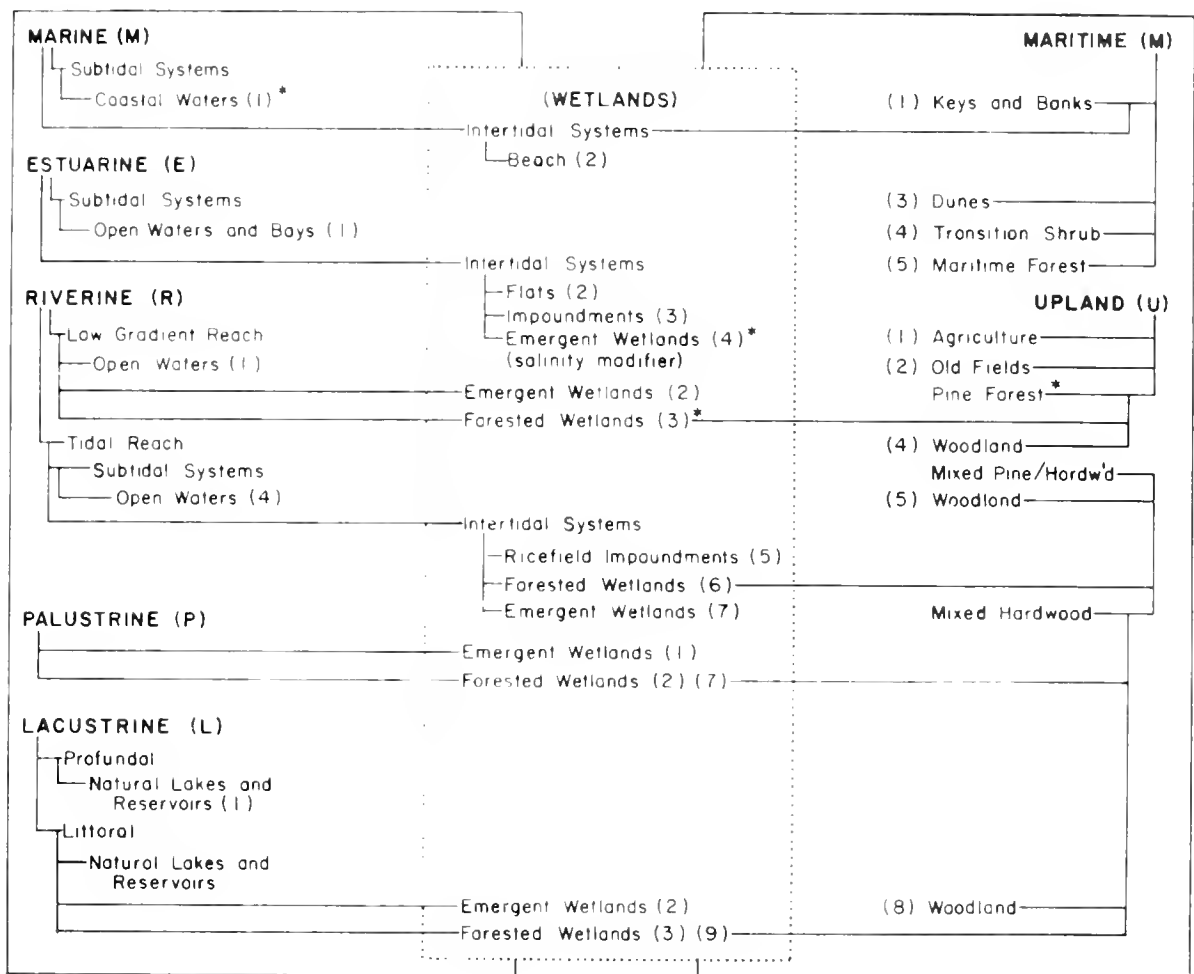 MARINE (M)
Subtidal Systems
Coastal Waters (1)*
ESTUARINE (E)
Subtidal Systems
Open Waters and Bays (1)
RIVERINE (R)
Low Gradient Reach
Open Waters (1)
Tidal Reach
Subtidal Systems
Open Waters (4)
PALUSTRINE (P)
LACUSTRINE (L)
Profundal
Natural Lakes and
Reservoirs (1)
Littoral
Natural Lakes and
Reservoirs
(WETLANDS)
Intertidal Systems
Beach (2)
Intertidal Systems
Flats (2)
Impoundments (3)
Emergent Wetlands (4)*
(salinity modifier)
Emergent Wetlands (2)
Forested Wetlands (3)*
Intertidal Systems
Ricefield Impoundments (5)
Forested Wetlands (6)
Emergent Wetlands (7)
Emergent Wetlands (1)
Forested Wetlands (2) (7)
Emergent Wetlands (2)
Forested Wetlands (3) (9)
MARITIME (M)
(1) Keys and Banks
(3) Dunes
(4) Transition Shrub
(5) Maritime Forest
UPLAND (U)
(1) Agriculture
(2) Old Fields
Pine Forest*
(4) Woodland
Mixed Pine/Hardw'd
(5) Woodland
Mixed Hardwood
(8) Woodland